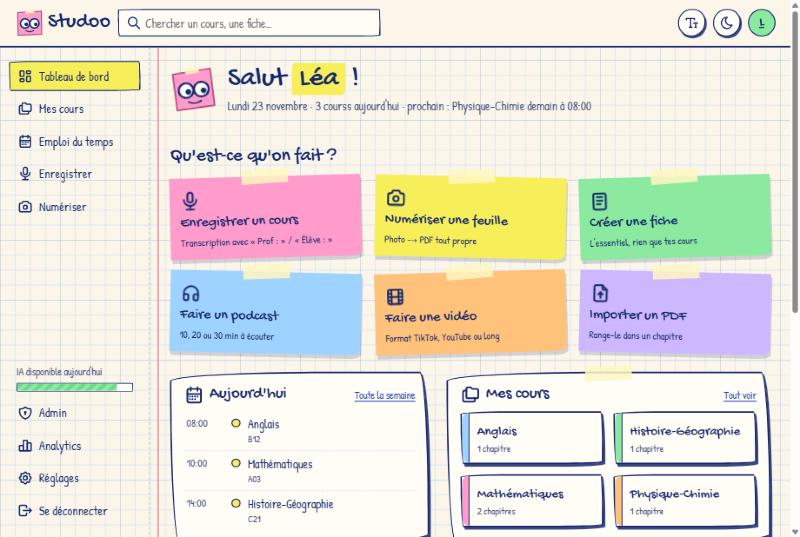 Studoo
Chercher un cours, une fiche...
Tt
L
Tableau de bord
Mes cours
Emploi du temps
Enregistrer
Numériser
IA disponible aujourd'hui
Admin
Analytics
Réglages
Se déconnecter
Salut Léa !
Lundi 23 novembre · 3 courss aujourd'hui · prochain : Physique-Chimie demain à 08:00
Qu'est-ce qu'on fait ?
Enregistrer un cours
Transcription avec « Prof : » / « Élève : »
Numériser une feuille
Photo → PDF tout propre
Créer une fiche
L'essentiel, rien que tes cours
Faire un podcast
10, 20 ou 30 min à écouter
Faire une vidéo
Format TikTok, YouTube ou long
Importer un PDF
Range-le dans un chapitre
Aujourd'hui
Toute la semaine
08:00 Anglais
B12
10:00 Mathématiques
A03
14:00 Histoire-Géographie
C21
Mes cours
Tout voir
Anglais
1 chapitre
Histoire-Géographie
1 chapitre
Mathématiques
2 chapitres
Physique-Chimie
1 chapitre